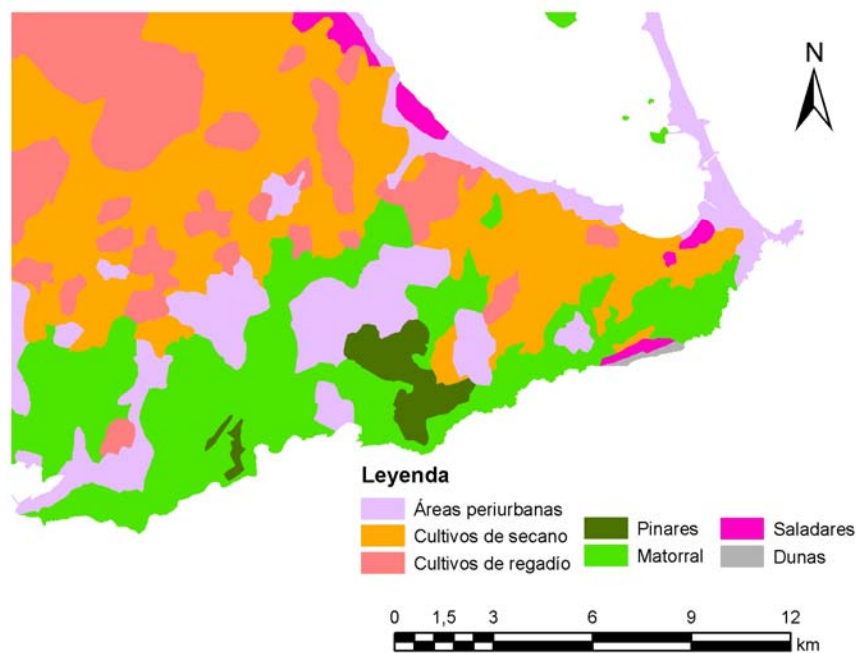 N
Leyenda
Áreas periurbanas
Cultivos de secano
Cultivos de regadío
Pinares
Matorral
Saladares
Dunas
0 1,5 3 6 9 12
km